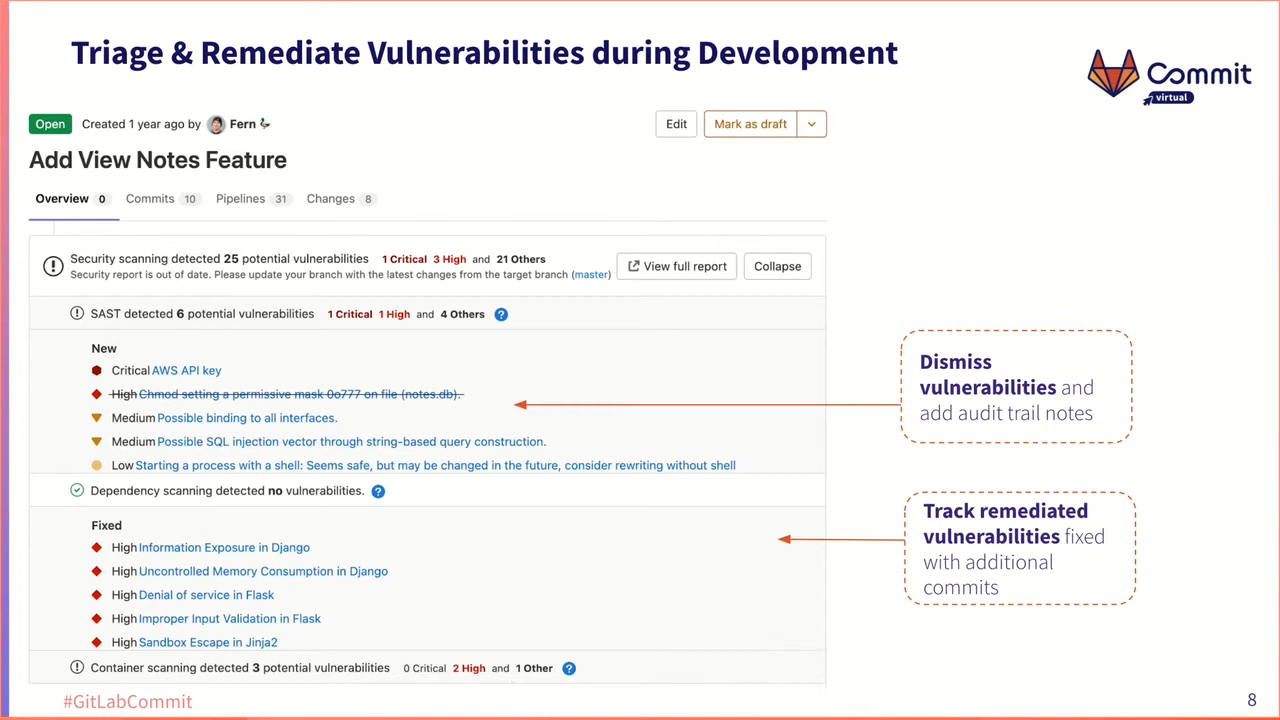 Triage & Remediate Vulnerabilities during Development
Commit
virtual
Open Created 1 year ago by Fern
Edit
Mark as draft
Add View Notes Feature
Overview 0 Commits 10 Pipelines 31 Changes 8
Security scanning detected 25 potential vulnerabilities 1 Critical 3 High and 21 Others
Security report is out of date. Please update your branch with the latest changes from the target branch (master)
View full report
Collapse
SAST detected 6 potential vulnerabilities 1 Critical 1 High and 4 Others ?
New
Critical AWS API key
High Chmod setting a permissive mask 0o777 on file (notes.db).
Medium Possible binding to all interfaces.
Medium Possible SQL injection vector through string-based query construction.
Low Starting a process with a shell: Seems safe, but may be changed in the future, consider rewriting without shell
Dependency scanning detected no vulnerabilities. ?
Fixed
High Information Exposure in Django
High Uncontrolled Memory Consumption in Django
High Denial of service in Flask
High Improper Input Validation in Flask
High Sandbox Escape in Jinja2
Container scanning detected 3 potential vulnerabilities 0 Critical 2 High and 1 Other ?
Dismiss
vulnerabilities and
add audit trail notes
Track remediated
vulnerabilities fixed
with additional
commits
#GitLabCommit
8